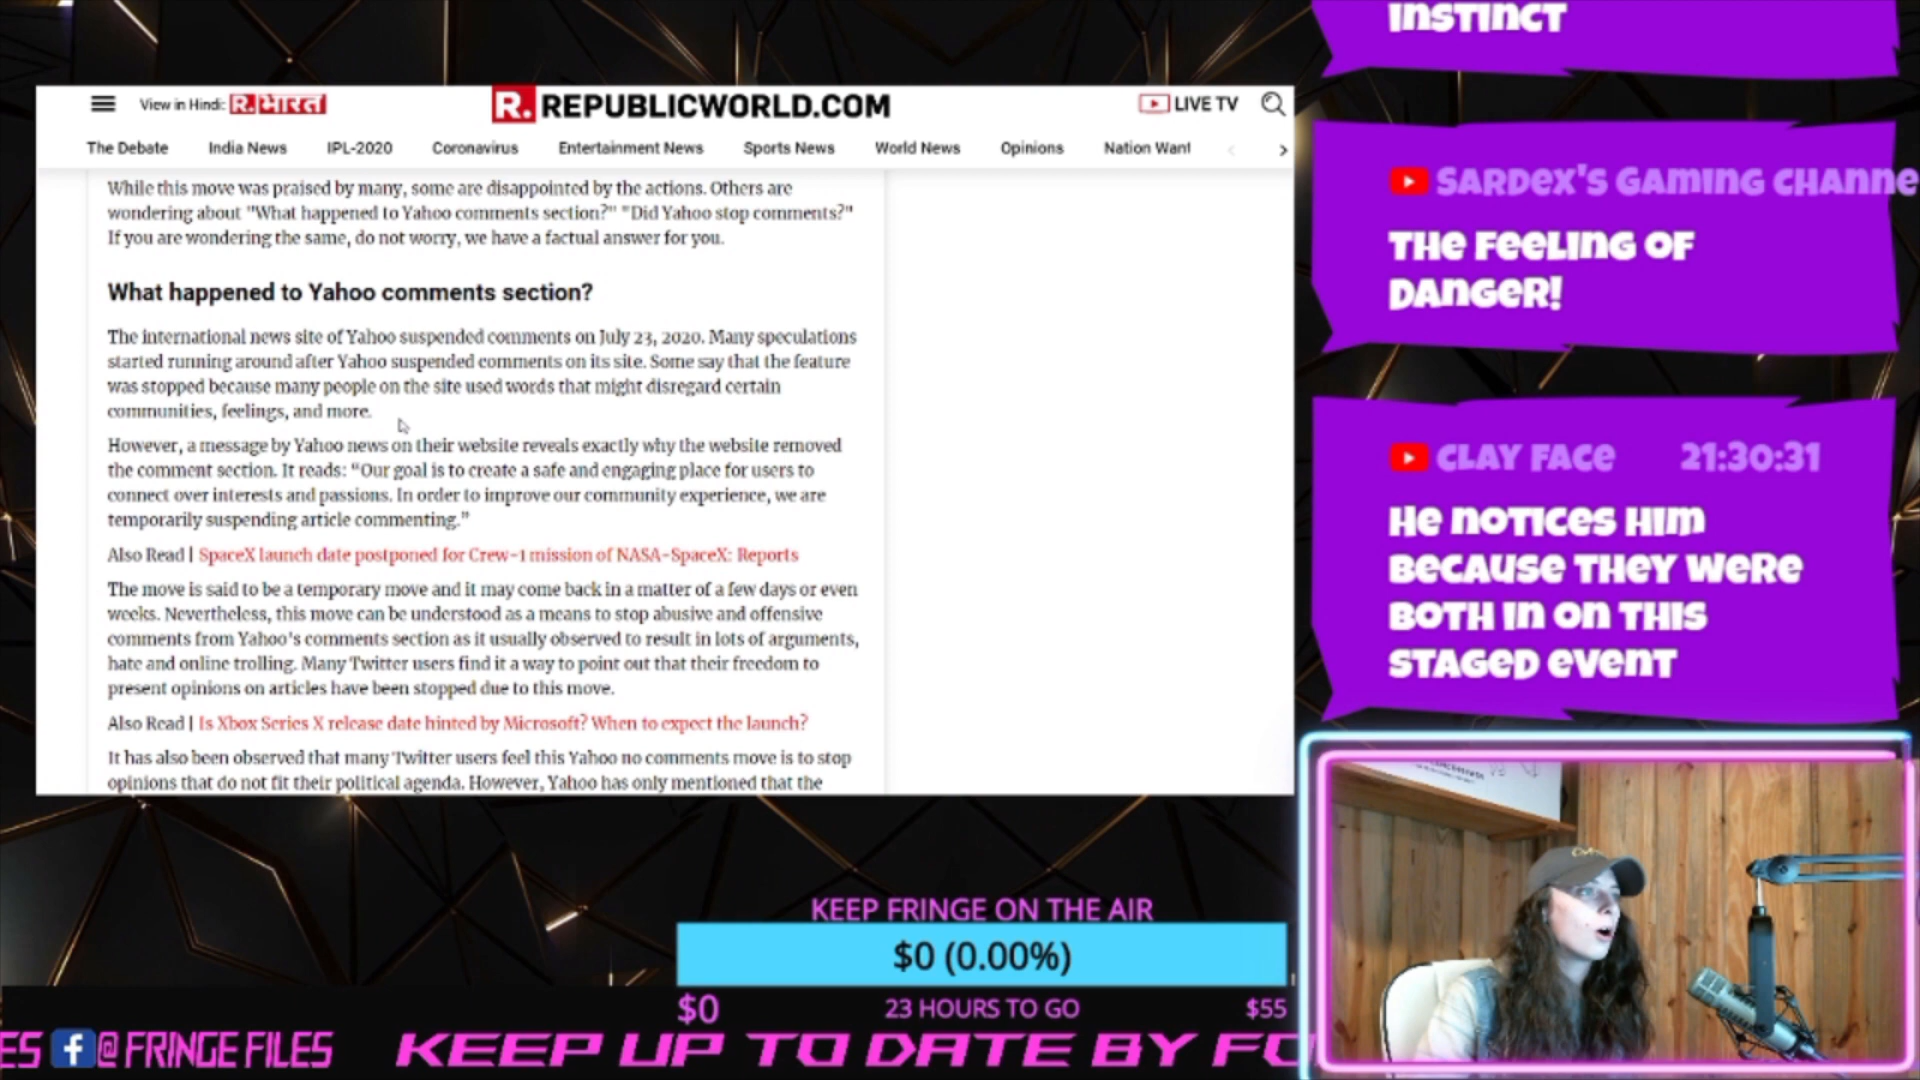 View in Hindi: R. भारत
R. REPUBLICWORLD.COM
LIVE TV
The Debate India News IPL-2020 Coronavirus Entertainment News Sports News World News Opinions Nation Want
While this move was praised by many, some are disappointed by the actions. Others are
wondering about "What happened to Yahoo comments section?" "Did Yahoo stop comments?"
If you are wondering the same, do not worry, we have a factual answer for you.
What happened to Yahoo comments section?
The international news site of Yahoo suspended comments on July 23, 2020. Many speculations
started running around after Yahoo suspended comments on its site. Some say that the feature
was stopped because many people on the site used words that might disregard certain
communities, feelings, and more.
However, a message by Yahoo news on their website reveals exactly why the website removed
the comment section. It reads: “Our goal is to create a safe and engaging place for users to
connect over interests and passions. In order to improve our community experience, we are
temporarily suspending article commenting.”
Also Read | SpaceX launch date postponed for Crew-1 mission of NASA-SpaceX: Reports
The move is said to be a temporary move and it may come back in a matter of a few days or even
weeks. Nevertheless, this move can be understood as a means to stop abusive and offensive
comments from Yahoo's comments section as it usually observed to result in lots of arguments,
hate and online trolling. Many Twitter users find it a way to point out that their freedom to
present opinions on articles have been stopped due to this move.
Also Read | Is Xbox Series X release date hinted by Microsoft? When to expect the launch?
It has also been observed that many Twitter users feel this Yahoo no comments move is to stop
opinions that do not fit their political agenda. However, Yahoo has only mentioned that the
INSTINCT
SARDEX'S GAMING CHANNE
THE FEELING OF
DANGER!
CLAY FACE 21:30:31
HE NOTICES HIM
BECAUSE THEY WERE
BOTH IN ON THIS
STAGED EVENT
KEEP FRINGE ON THE AIR
$0 (0.00%)
$0 23 HOURS TO GO $55
ES f @ FRINGE FILES KEEP UP TO DATE BY FO